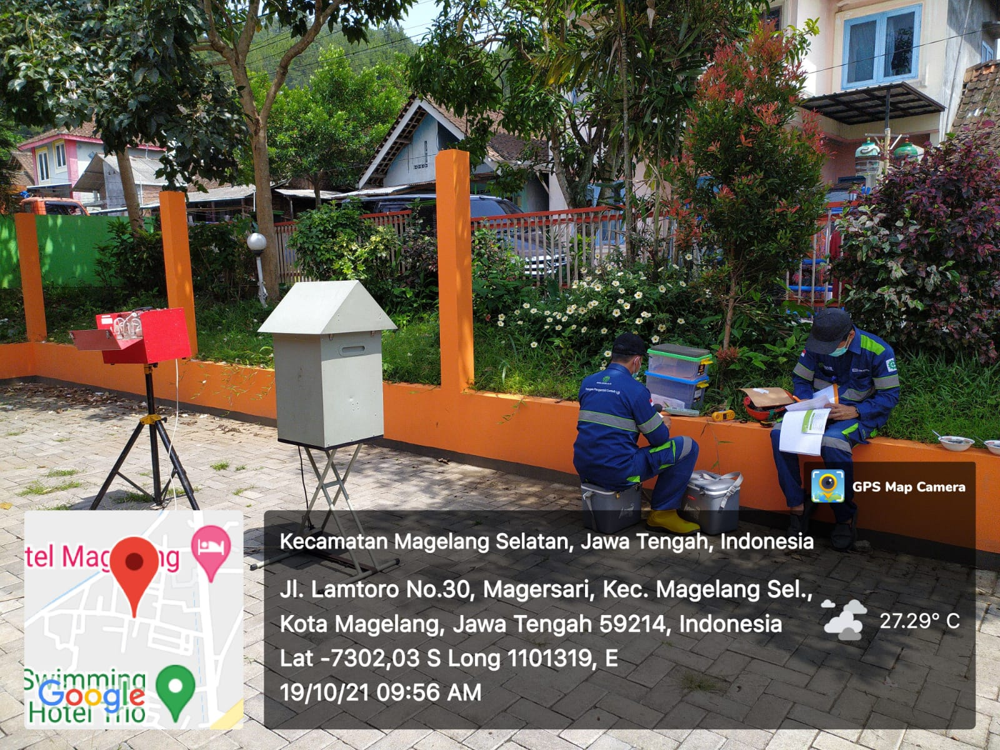 GPS Map Camera
Kecamatan Magelang Selatan, Jawa Tengah, Indonesia
Jl. Lamtoro No.30, Magersari, Kec. Magelang Sel.,
Kota Magelang, Jawa Tengah 59214, Indonesia
Lat -7302,03 S Long 1101319, E
19/10/21 09:56 AM
27.29° C
tel Magelang
Swimming
Hotel Trio
Google